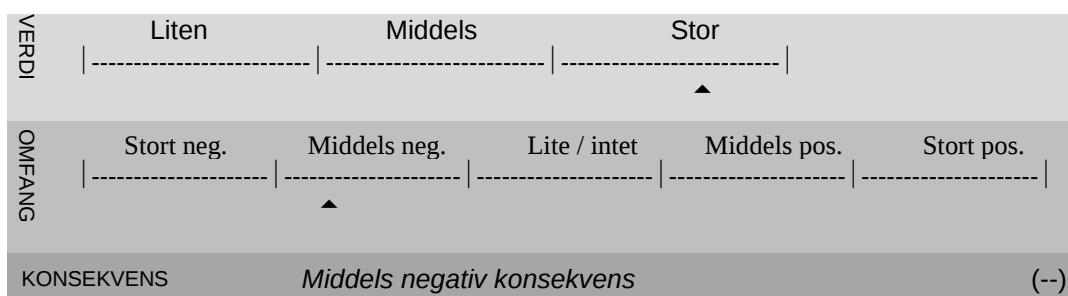 VERDI
Liten Middels Stor
|--------------------------|--------------------------|--------------------------|
OMFANG
Stort neg. Middels neg. Lite / intet Middels pos. Stort pos.
|---------------------|---------------------|---------------------|---------------------|---------------------|
KONSEKVENS Middels negativ konsekvens (--)